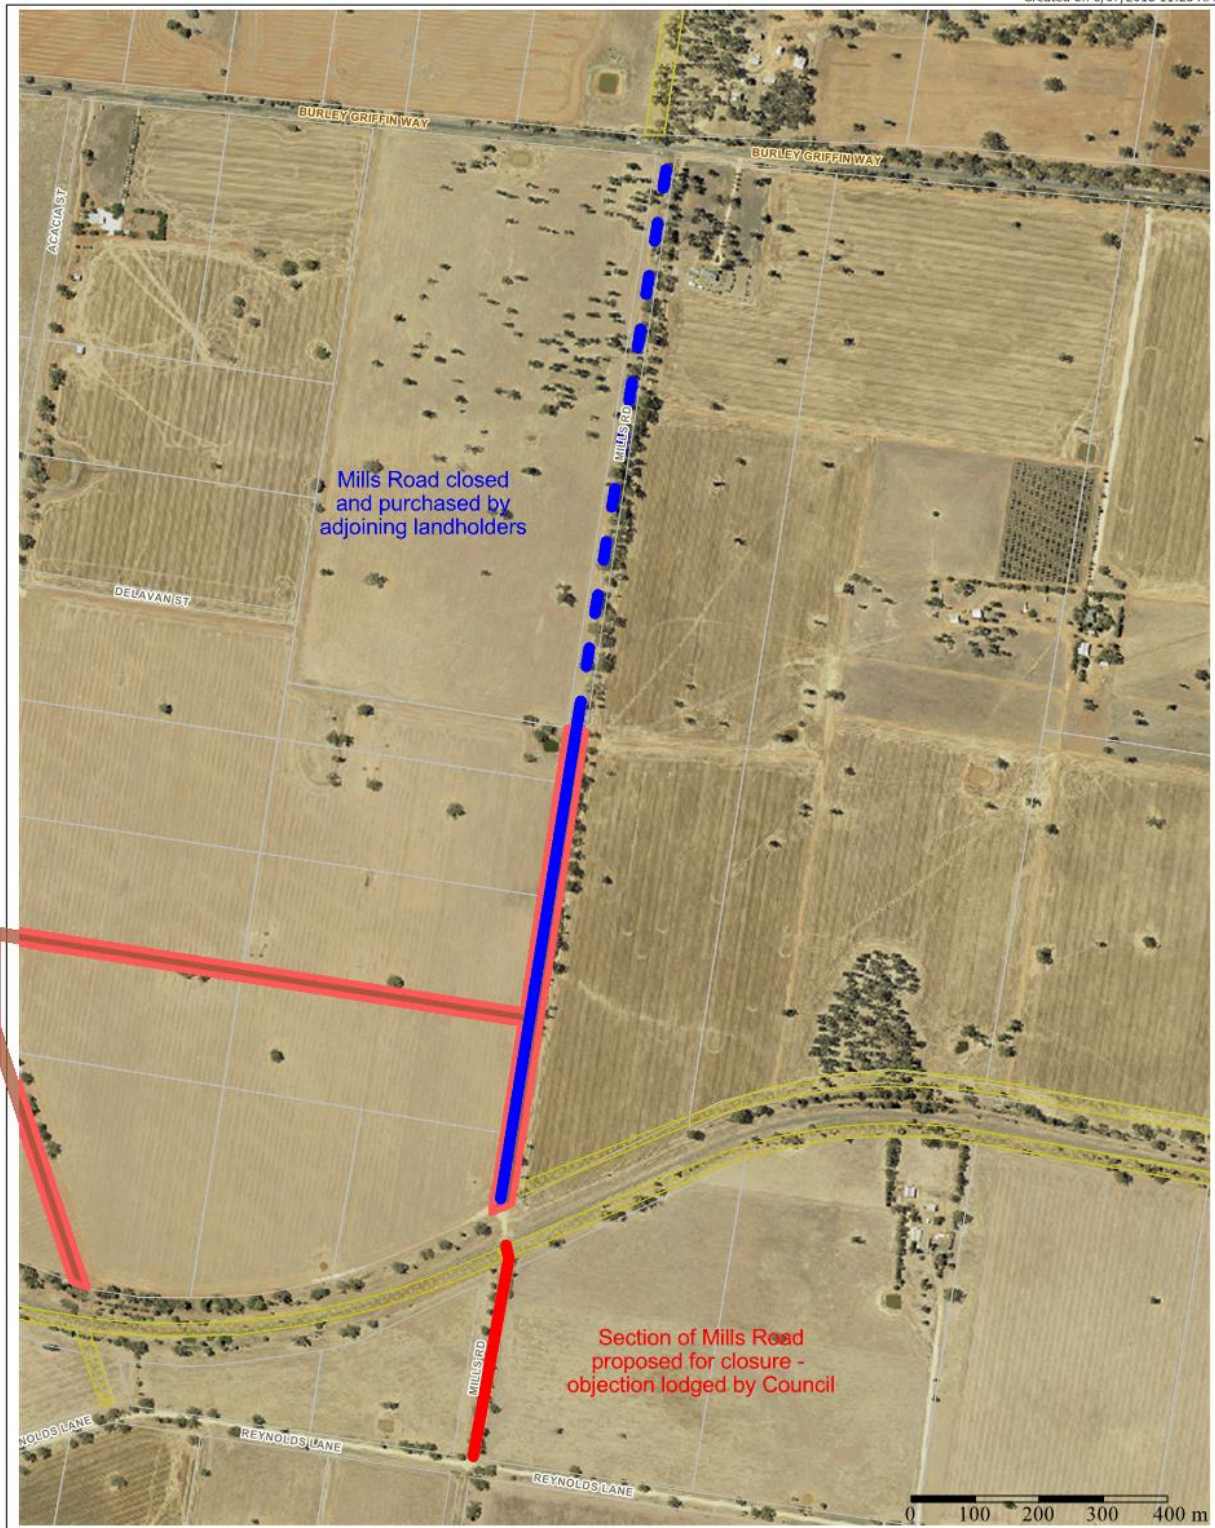 BURLEY GRIFFIN WAY
BURLEY GRIFFIN WAY
ACACIA ST
MILLS RD
Mills Road closed
and purchased by
adjoining landholders
DELAVAN ST
Section of Mills Road
proposed for closure -
objection lodged by Council
MILLS RD
NOLDS LANE
REYNOLDS LANE
REYNOLDS LANE
0 100 200 300 400 m